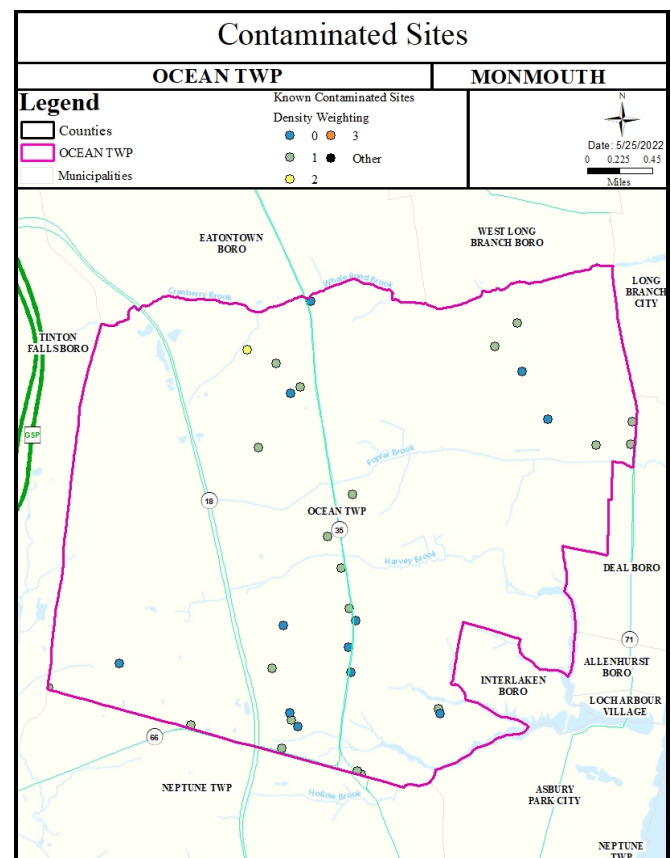 Contaminated Sites
OCEAN TWP
MONMOUTH
Legend
Counties
OCEAN TWP
Municipalities
Known Contaminated Sites
Density Weighting
0 3
1 Other
2
N
Date: 5/25/2022
0 0.225 0.45
Miles
EATONTOWN
BORO
WEST LONG
BRANCH BORO
Cranberry Brook
Whale Pond Brook
LONG
BRANCH
CITY
TINTON
FALLS BORO
GSP
Poplar Brook
18
OCEAN TWP
35
Harvey Brook
DEAL BORO
71
ALLENHURST
BORO
INTERLAKEN
BORO
LOCH ARBOUR
VILLAGE
66
NEPTUNE TWP
Hollow Brook
ASBURY
PARK CITY
NEPTUNE
TWP